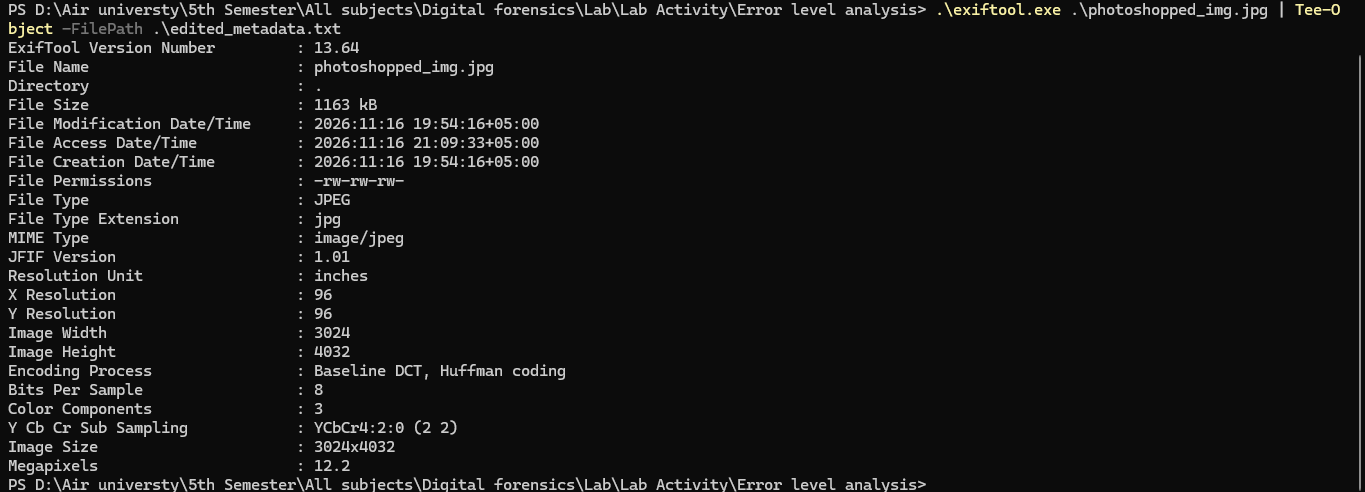 PS D:\Air universty\5th Semester\All subjects\Digital forensics\Lab\Lab Activity\Error level analysis> .\exiftool.exe .\photoshopped_img.jpg | Tee-O
bject -FilePath .\edited_metadata.txt
ExifTool Version Number : 13.64
File Name : photoshopped_img.jpg
Directory : .
File Size : 1163 kB
File Modification Date/Time : 2026:11:16 19:54:16+05:00
File Access Date/Time : 2026:11:16 21:09:33+05:00
File Creation Date/Time : 2026:11:16 19:54:16+05:00
File Permissions : -rw-rw-rw-
File Type : JPEG
File Type Extension : jpg
MIME Type : image/jpeg
JFIF Version : 1.01
Resolution Unit : inches
X Resolution : 96
Y Resolution : 96
Image Width : 3024
Image Height : 4032
Encoding Process : Baseline DCT, Huffman coding
Bits Per Sample : 8
Color Components : 3
Y Cb Cr Sub Sampling : YCbCr4:2:0 (2 2)
Image Size : 3024x4032
Megapixels : 12.2
PS D:\Air universty\5th Semester\All subjects\Digital forensics\Lab\Lab Activity\Error level analysis>